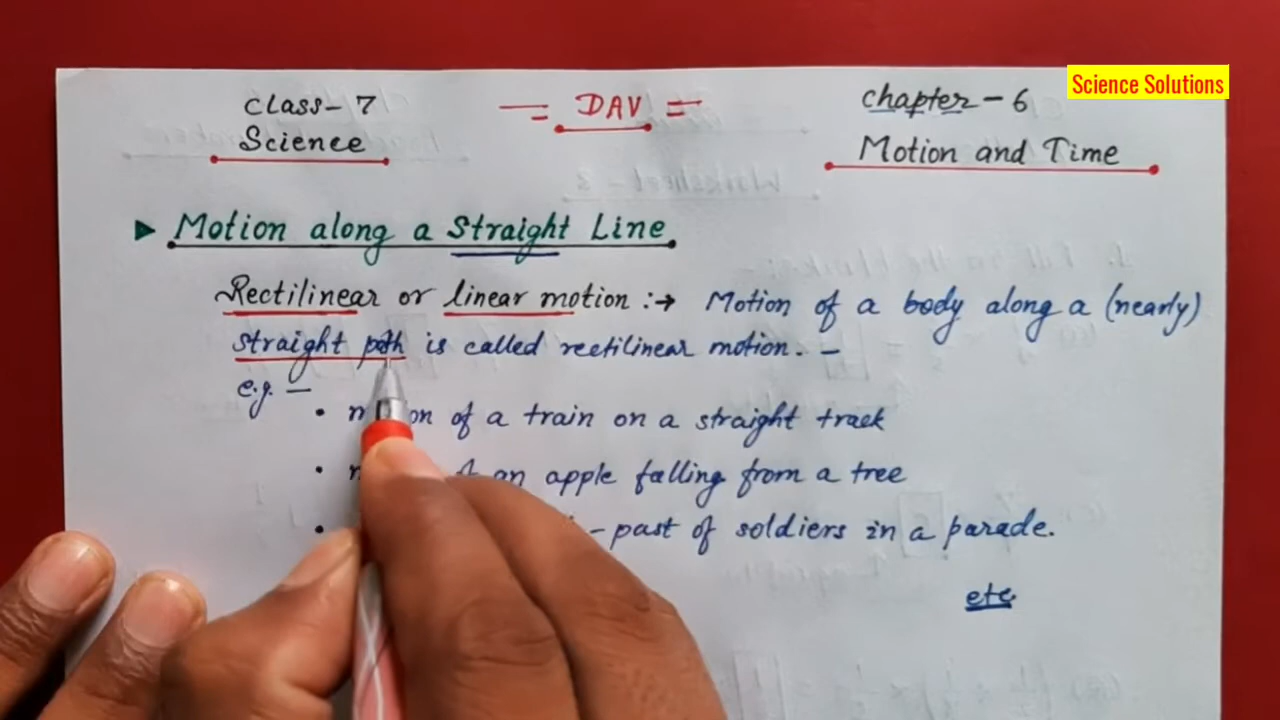 Science Solutions
Class - 7
Science
= DAV =
Chapter - 6
Motion and Time
Motion along a Straight Line
Rectilinear or linear motion :→ Motion of a body along a (nearly)
straight path is called rectilinear motion. -
e.g. -
• of a train on a straight track
• an apple falling from a tree
• - past of soldiers in a parade.
etc